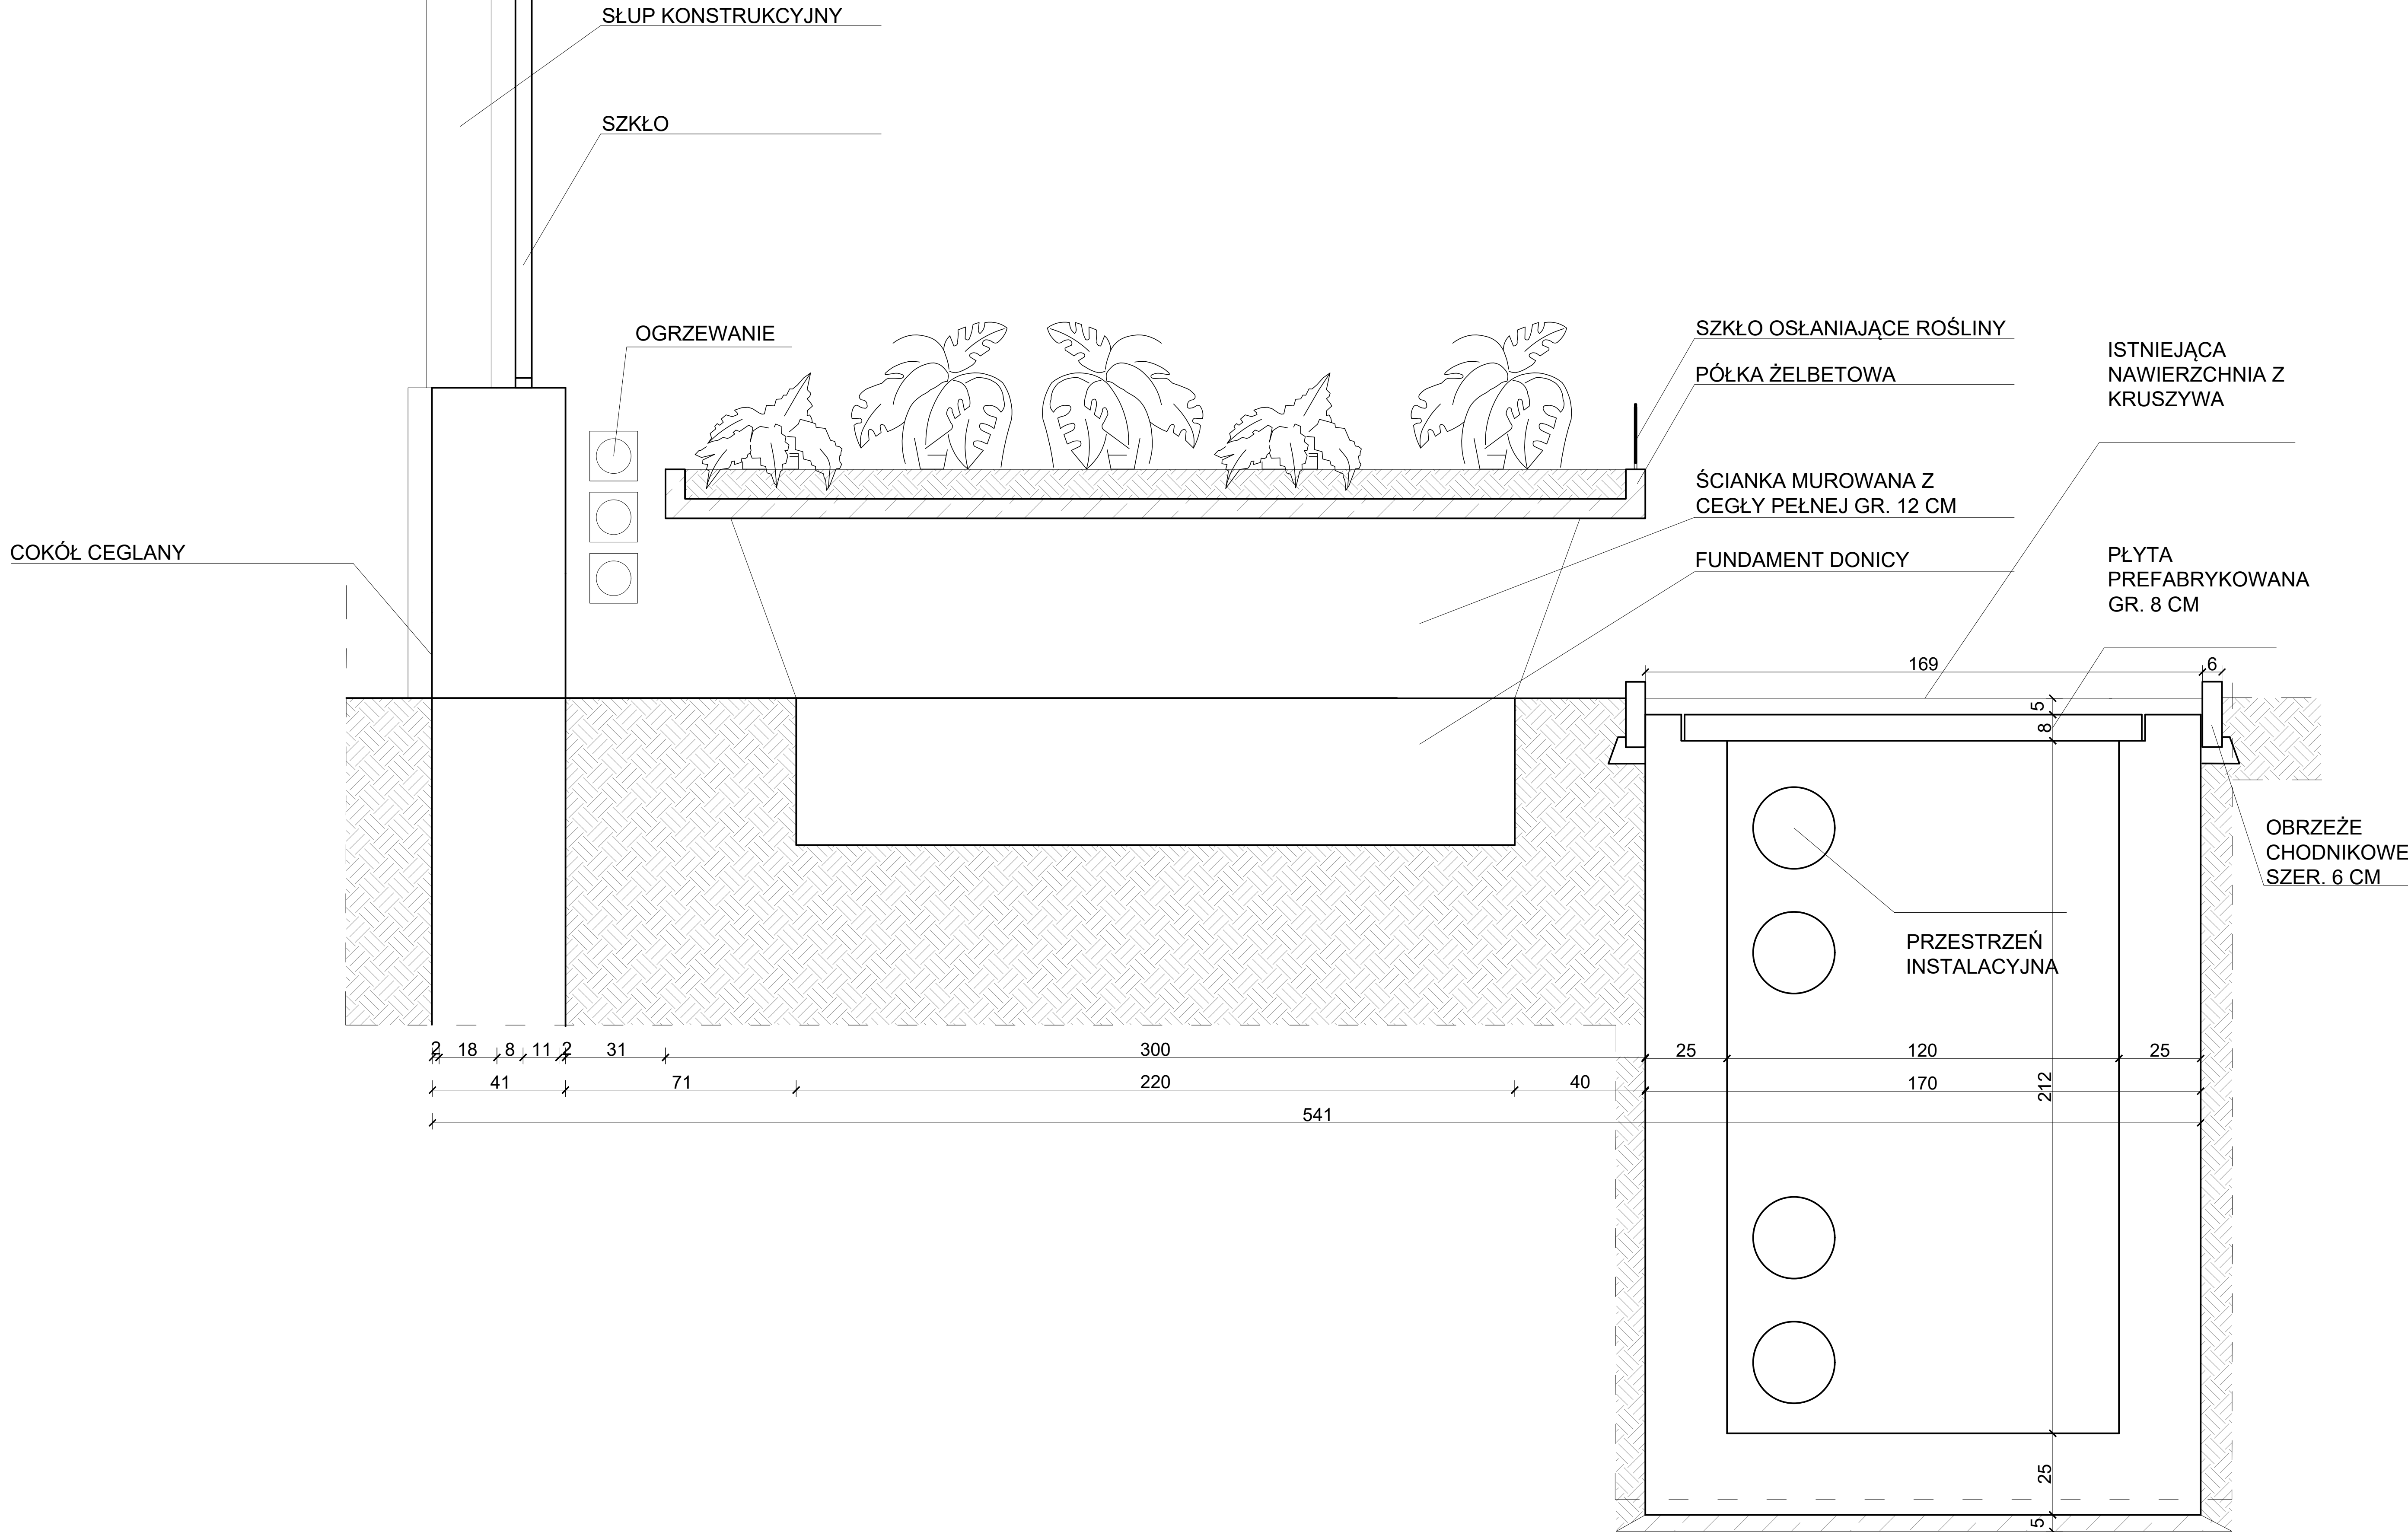 SŁUP KONSTRUKCYJNY
SZKŁO
OGRZEWANIE
SZKŁO OSŁANIAJĄCE ROŚLINY
PÓŁKA ŻELBETOWA
ISTNIEJĄCA
NAWIERZCHNIA Z
KRUSZYWA
ŚCIANKA MUROWANA Z
CEGŁY PEŁNEJ GR. 12 CM
COKÓŁ CEGLANY
FUNDAMENT DONICY
PŁYTA
PREFABRYKOWANA
GR. 8 CM
169
6
5
8
OBRZEŻE
CHODNIKOWE
SZER. 6 CM
PRZESTRZEŃ
INSTALACYJNA
2
18
8
11
2
31
300
25
120
25
41
71
220
40
170
212
541
25
5